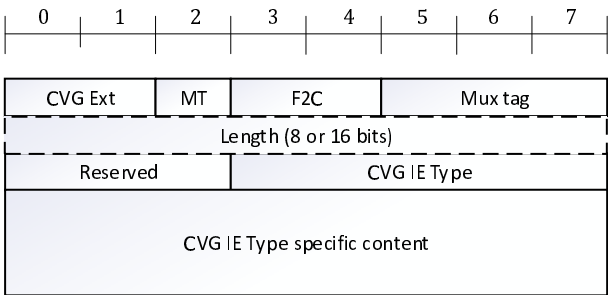 0 1 2 3 4 5 6 7
CVG Ext MT F2C Mux tag
Length (8 or 16 bits)
Reserved CVG IE Type
CVG IE Type specific content